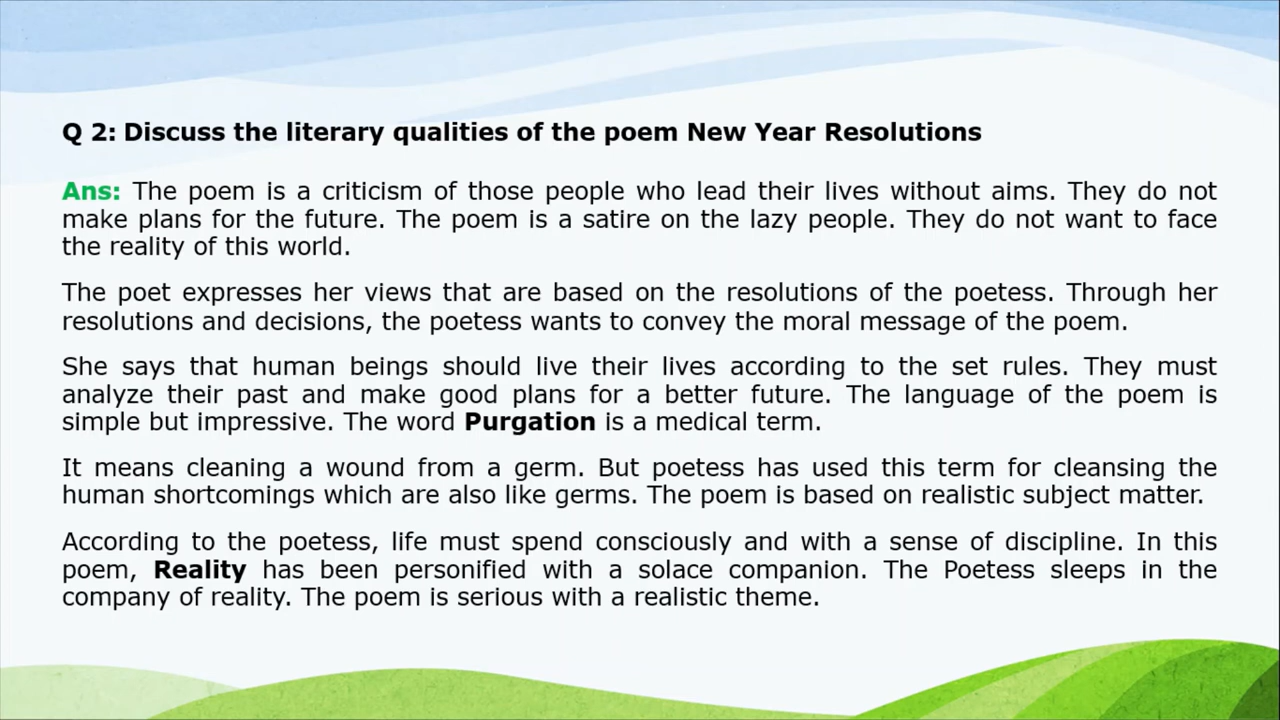 Q 2: Discuss the literary qualities of the poem New Year Resolutions
Ans: The poem is a criticism of those people who lead their lives without aims. They do not
make plans for the future. The poem is a satire on the lazy people. They do not want to face
the reality of this world.
The poet expresses her views that are based on the resolutions of the poetess. Through her
resolutions and decisions, the poetess wants to convey the moral message of the poem.
She says that human beings should live their lives according to the set rules. They must
analyze their past and make good plans for a better future. The language of the poem is
simple but impressive. The word Purgation is a medical term.
It means cleaning a wound from a germ. But poetess has used this term for cleansing the
human shortcomings which are also like germs. The poem is based on realistic subject matter.
According to the poetess, life must spend consciously and with a sense of discipline. In this
poem, Reality has been personified with a solace companion. The Poetess sleeps in the
company of reality. The poem is serious with a realistic theme.